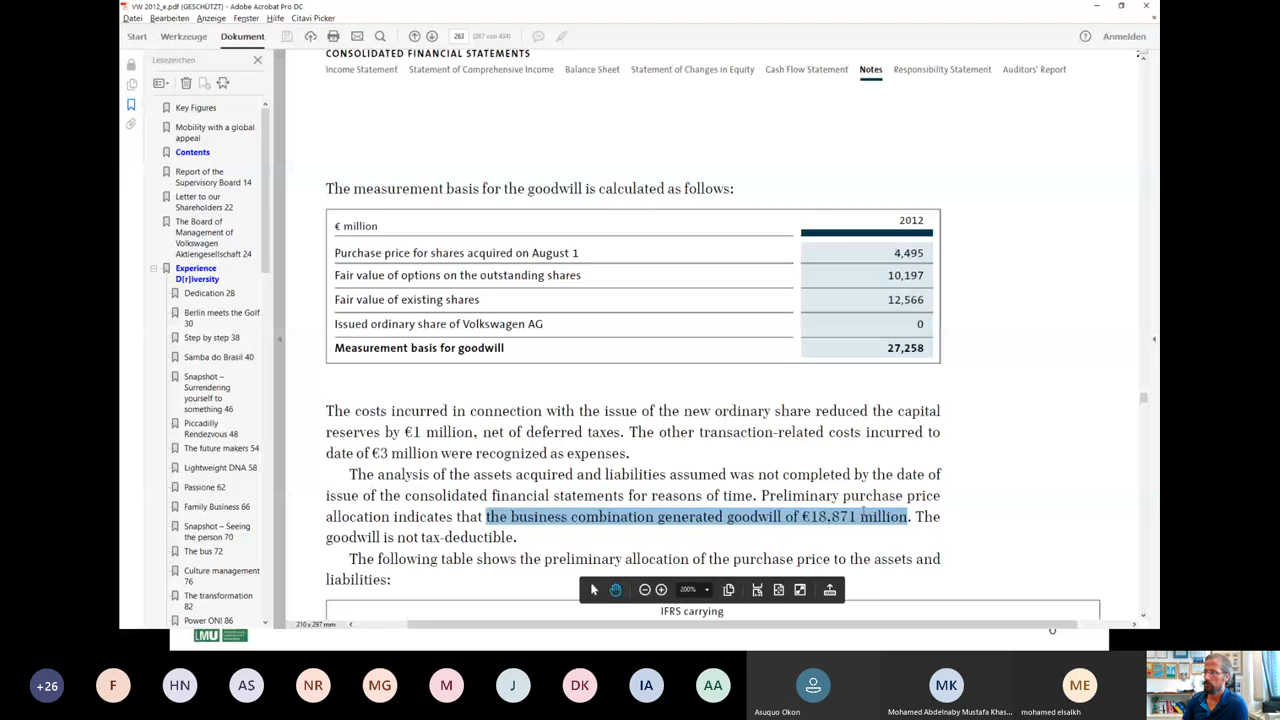 VW 2012_e.pdf (GESCHÜTZT) - Adobe Acrobat Pro DC
Datei Bearbeiten Anzeige Fenster Hilfe Citavi Picker
Start Werkzeuge Dokument 263 (267 von 404) Anmelden
Lesezeichen
Key Figures
Mobility with a global
appeal
Contents
Report of the
Supervisory Board 14
Letter to our
Shareholders 22
The Board of
Management of
Volkswagen
Aktiengesellschaft 24
Experience
D[r]iversity
Dedication 28
Berlin meets the Golf
30
Step by step 38
Samba do Brasil 40
Snapshot –
Surrendering
yourself to
something 46
Piccadilly
Rendezvous 48
The future makers 54
Lightweight DNA 58
Passione 62
Family Business 66
Snapshot – Seeing
the person 70
The bus 72
Culture management
76
The transformation
82
Power ON! 86
CONSOLIDATED FINANCIAL STATEMENTS
Income Statement Statement of Comprehensive Income Balance Sheet Statement of Changes in Equity Cash Flow Statement Notes Responsibility Statement Auditors' Report
The measurement basis for the goodwill is calculated as follows:
€ million 2012
Purchase price for shares acquired on August 1 4,495
Fair value of options on the outstanding shares 10,197
Fair value of existing shares 12,566
Issued ordinary share of Volkswagen AG 0
Measurement basis for goodwill 27,258
The costs incurred in connection with the issue of the new ordinary share reduced the capital
reserves by €1 million, net of deferred taxes. The other transaction-related costs incurred to
date of €3 million were recognized as expenses.
The analysis of the assets acquired and liabilities assumed was not completed by the date of
issue of the consolidated financial statements for reasons of time. Preliminary purchase price
allocation indicates that the business combination generated goodwill of €18,871 million. The
goodwill is not tax-deductible.
The following table shows the preliminary allocation of the purchase price to the assets and
liabilities:
200%
IFRS carrying
210 x 297 mm
LMU
+26 F HN AS NR MG M J DK IA AA MK ME
Asuquo Okon Mohamed Abdelnaby Mustafa Khas... mohamed elsalkh